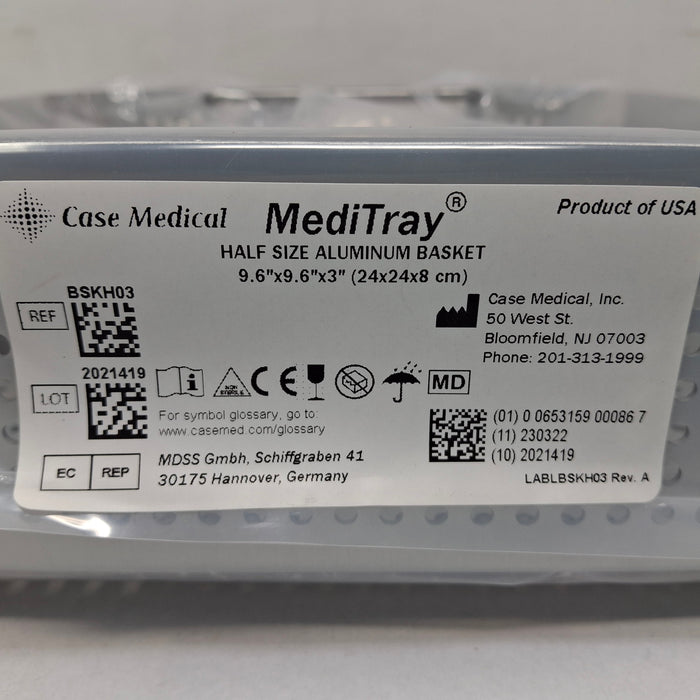 Case Medical
MediTray®
Product of USA
HALF SIZE ALUMINUM BASKET
9.6"x9.6"x3" (24x24x8 cm)
REF
BSKH03
Case Medical, Inc.
50 West St.
Bloomfield, NJ 07003
Phone: 201-313-1999
LOT
2021419
NON
STERILE
CE
MD
For symbol glossary, go to:
www.casemed.com/glossary
(01) 0 0653159 00086 7
(11) 230322
(10) 2021419
EC REP
MDSS Gmbh, Schiffgraben 41
30175 Hannover, Germany
LABLBSKH03 Rev. A